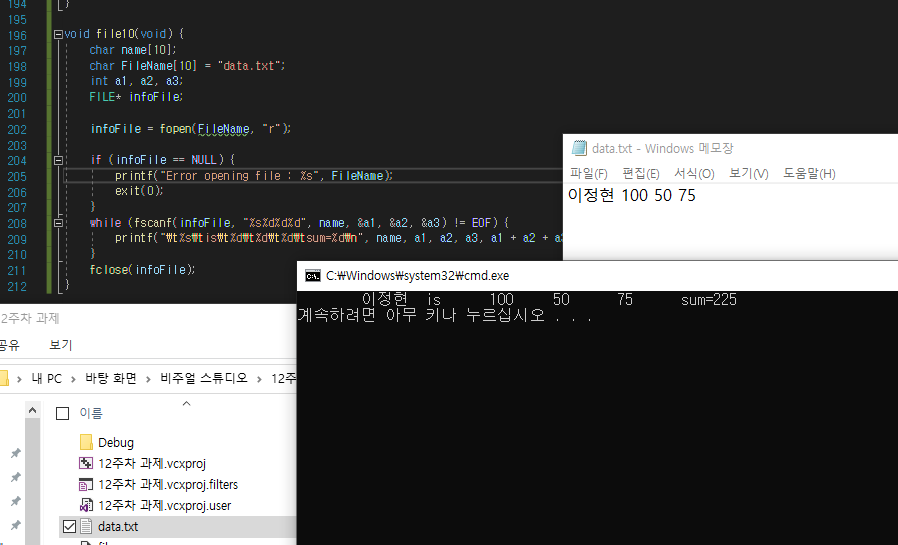 194 }
195
196 void file10(void) {
197 char name[10];
198 char FileName[10] = "data.txt";
199 int a1, a2, a3;
200 FILE* infoFile;
201
202 infoFile = fopen(FileName, "r");
203
204 if (infoFile == NULL) {
205 printf("Error opening file : %s", FileName);
206 exit(0);
207 }
208 while (fscanf(infoFile, "%s%d%d%d", name, &a1, &a2, &a3) != EOF) {
209 printf("₩t%s₩tis₩t%d₩t%d₩t%d₩tsum=%d₩n", name, a1, a2, a3, a1 + a2 + a
210 }
211 fclose(infoFile);
212 }
data.txt - Windows 메모장
파일(F) 편집(E) 서식(O) 보기(V) 도움말(H)
이정현 100 50 75
C:₩Windows₩system32₩cmd.exe
이정현 is 100 50 75 sum=225
계속하려면 아무 키나 누르십시오 . . .
12주차 과제
공유 보기
내 PC > 바탕 화면 > 비주얼 스튜디오 > 12주
이름
Debug
12주차 과제.vcxproj
12주차 과제.vcxproj.filters
12주차 과제.vcxproj.user
data.txt